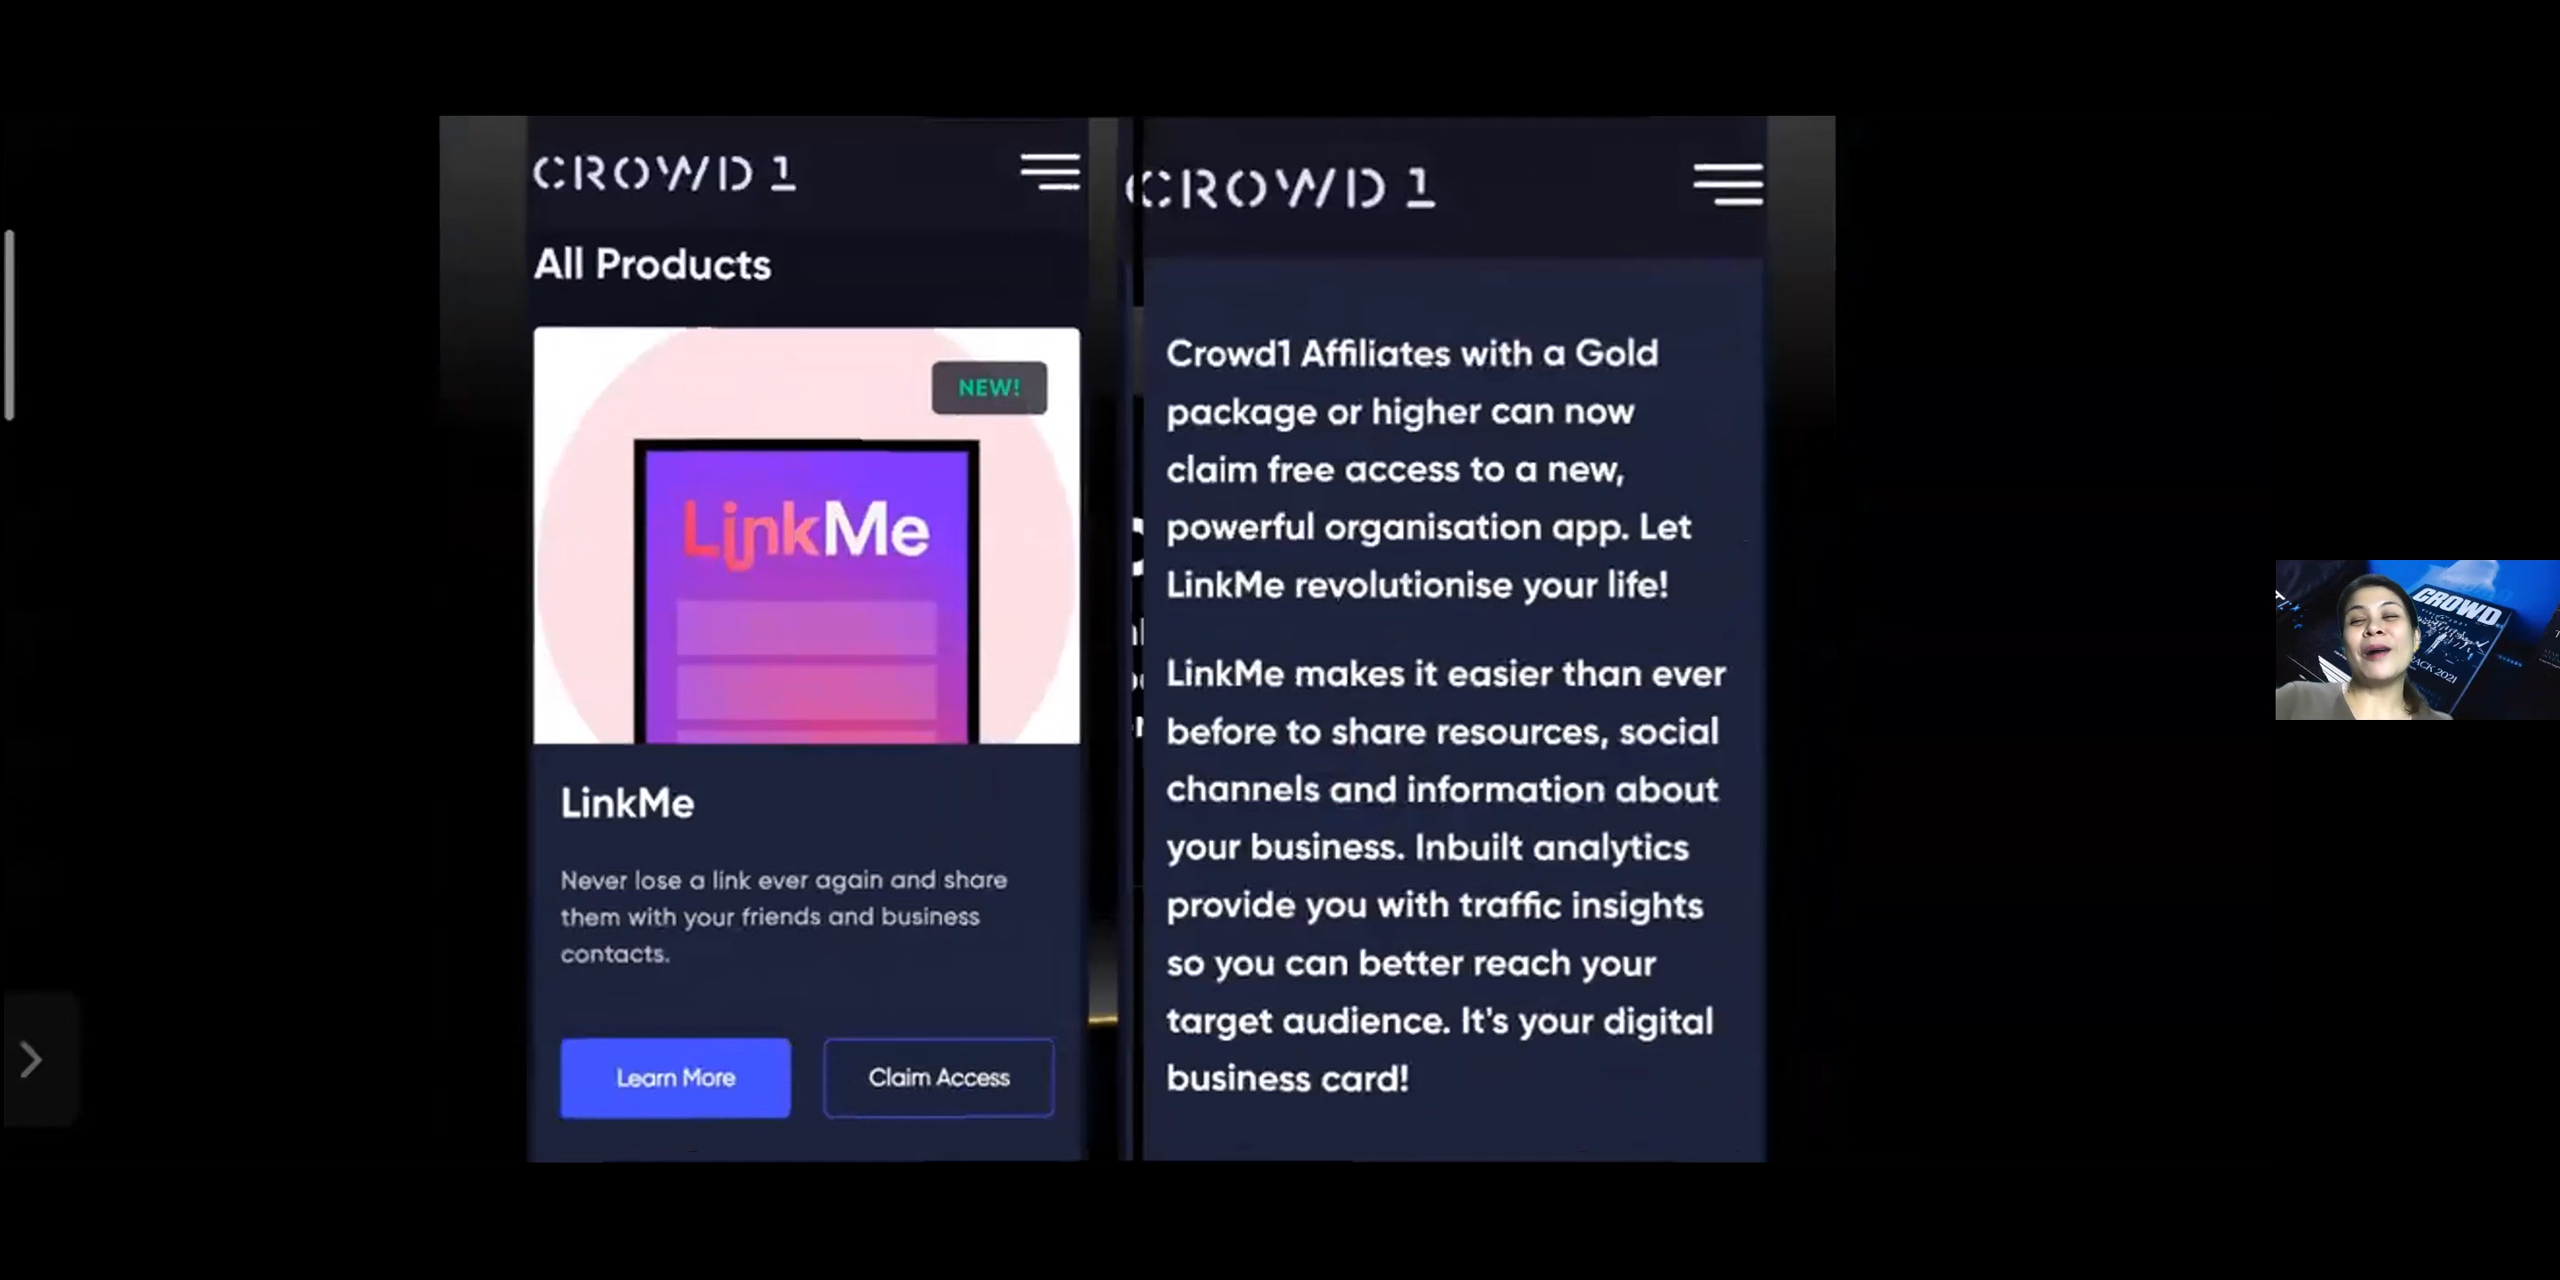 CROWD 1
All Products
NEW!
LinkMe
LinkMe
Never lose a link ever again and share
them with your friends and business
contacts.
Learn More
Claim Access
CROWD 1
Crowd1 Affiliates with a Gold
package or higher can now
claim free access to a new,
powerful organisation app. Let
LinkMe revolutionise your life!
LinkMe makes it easier than ever
before to share resources, social
channels and information about
your business. Inbuilt analytics
provide you with traffic insights
so you can better reach your
target audience. It's your digital
business card!
CROWD
2021